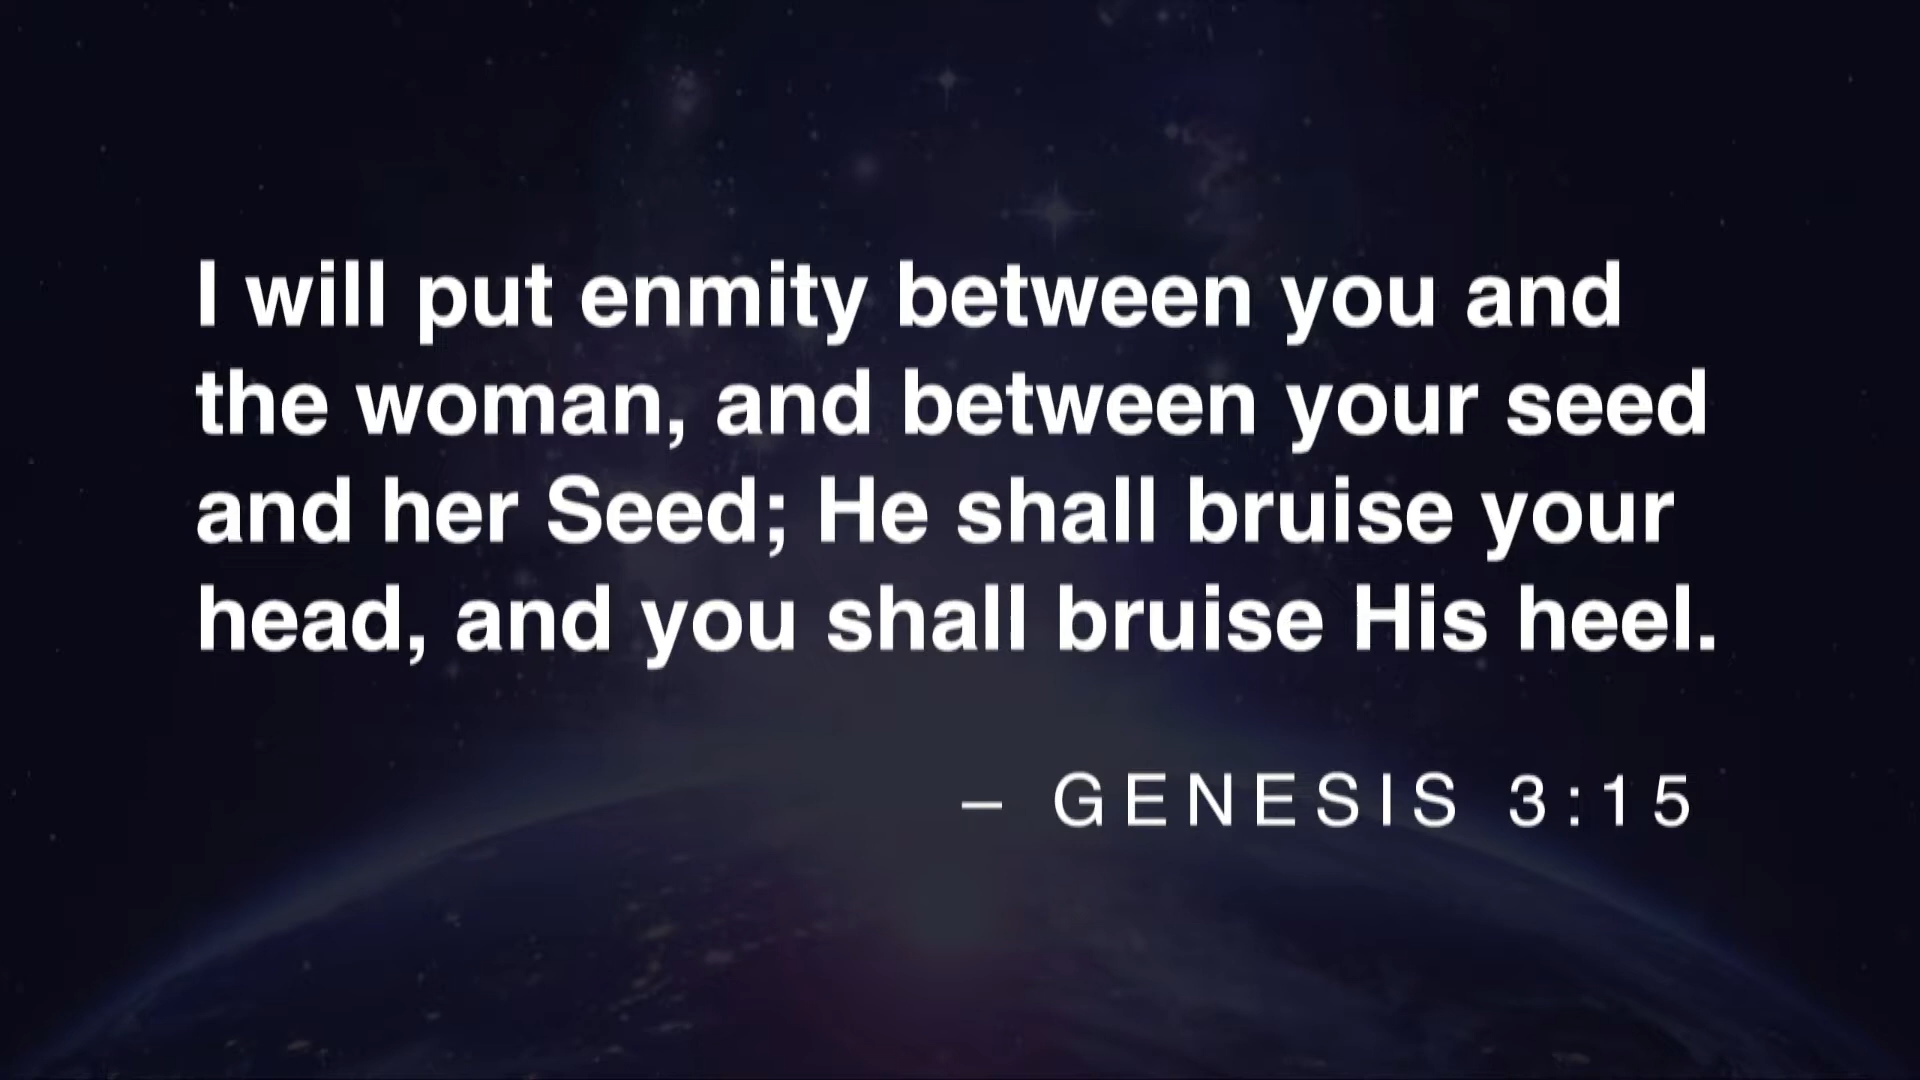 I will put enmity between you and
the woman, and between your seed
and her Seed; He shall bruise your
head, and you shall bruise His heel.
– GENESIS 3:15